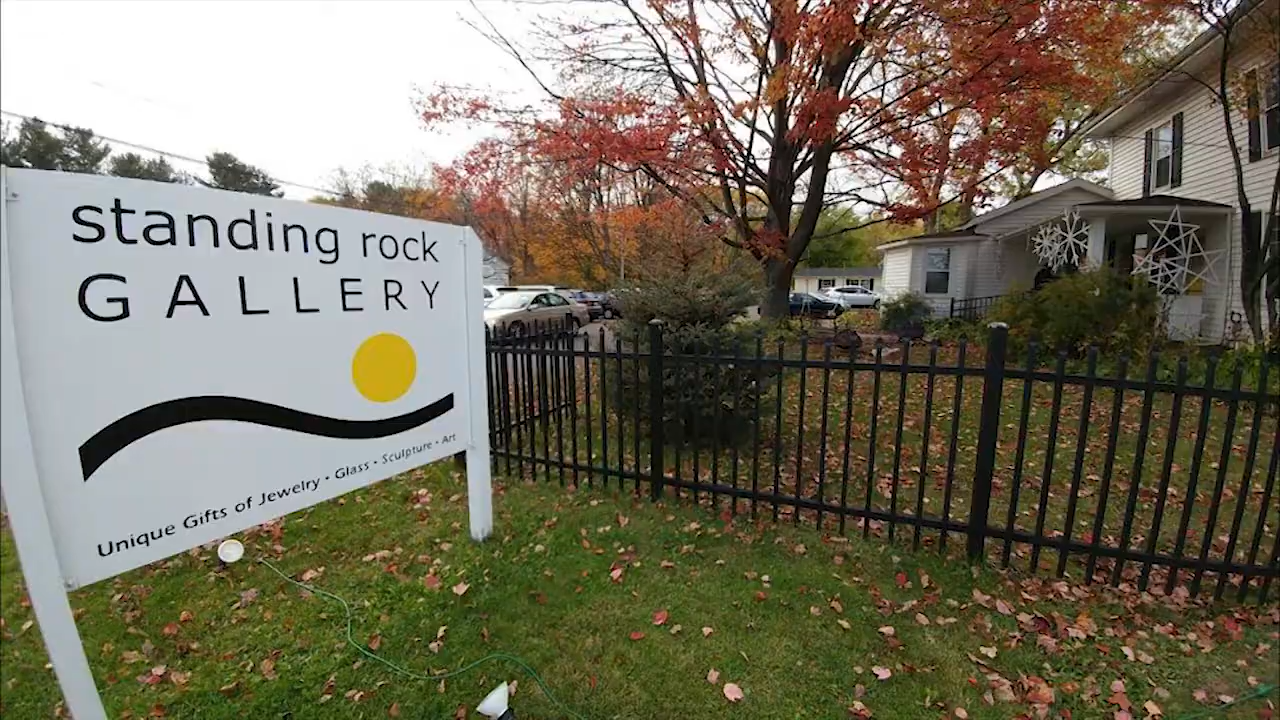 standing rock
GALLERY
Unique Gifts of Jewelry • Glass • Sculpture • Art